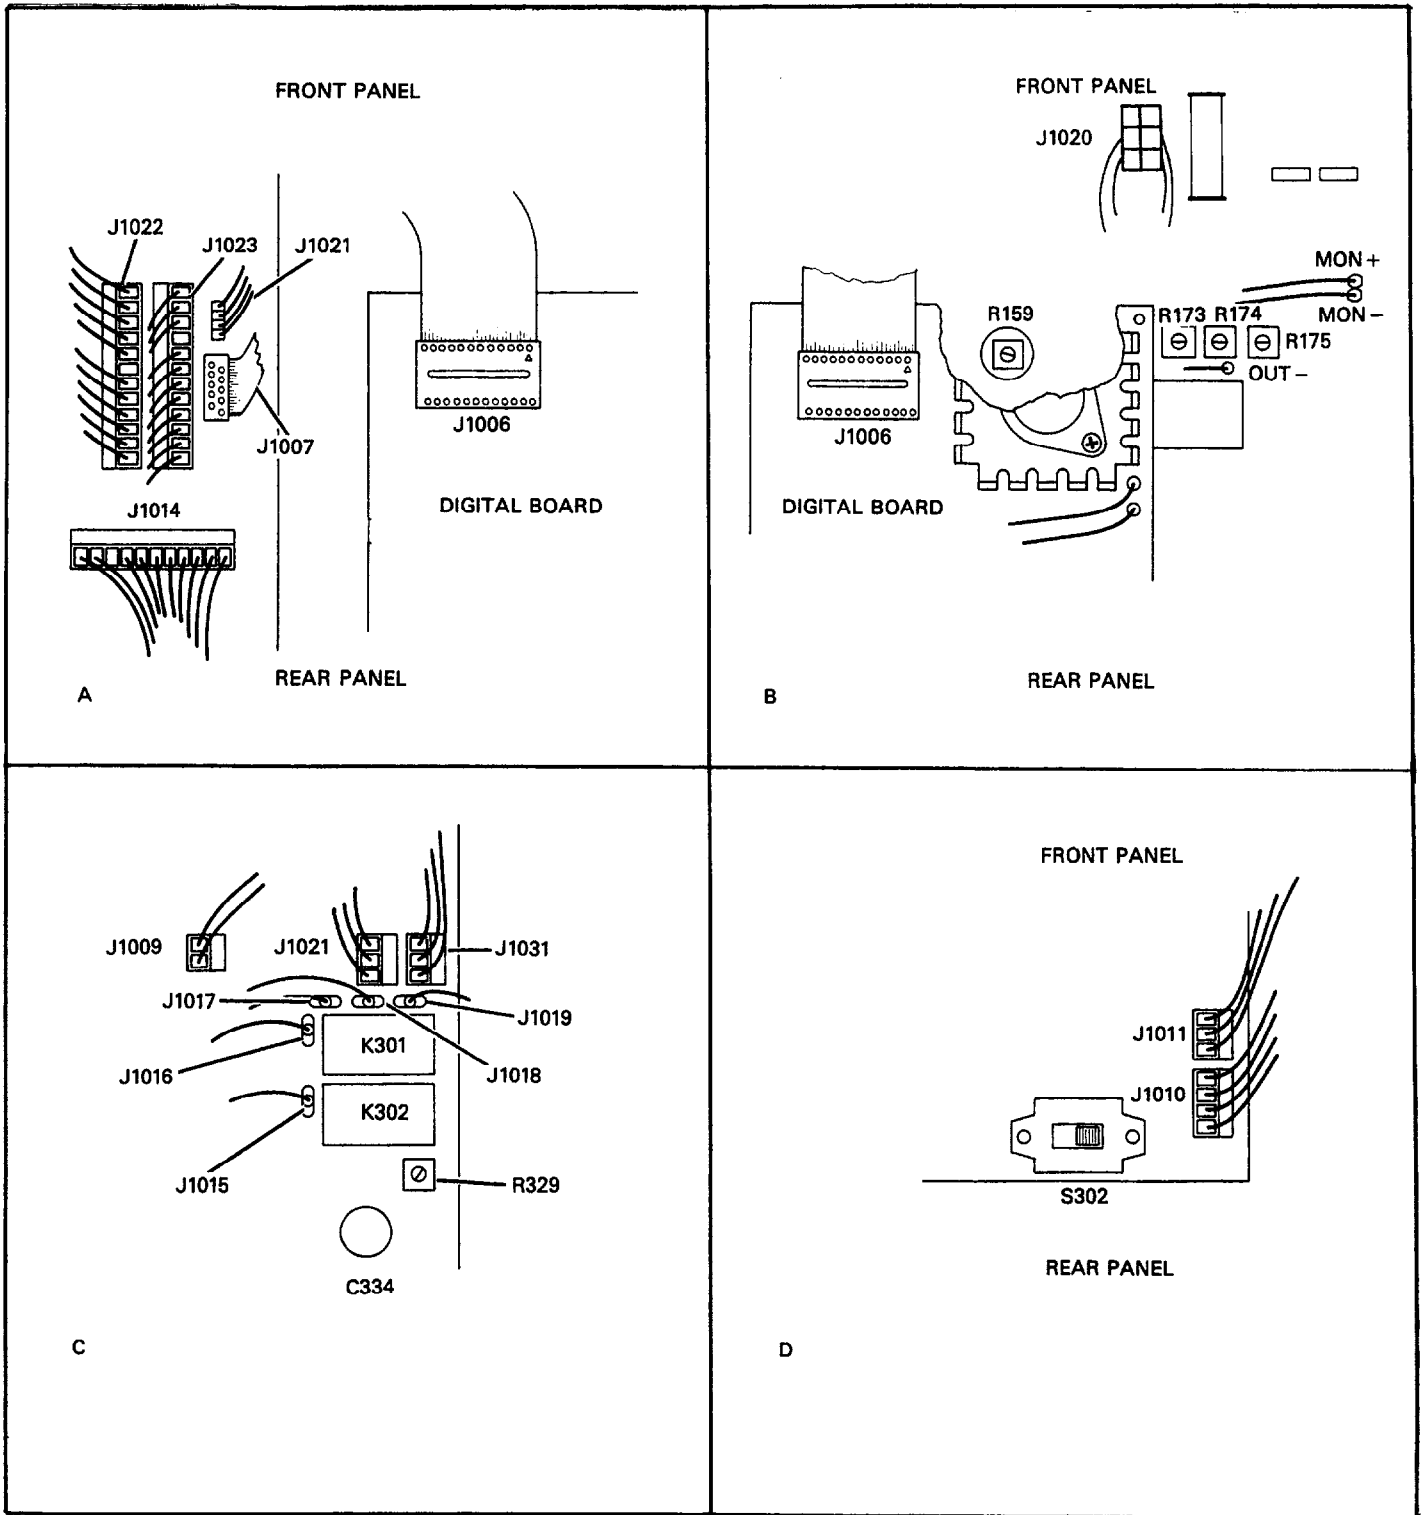 FRONT PANEL
J1022
J1023
J1021
J1007
J1006
J1014
DIGITAL BOARD
REAR PANEL
A
FRONT PANEL
J1020
MON +
MON –
R159
R173 R174
R175
OUT –
J1006
DIGITAL BOARD
REAR PANEL
B
J1009
J1021
J1031
J1017
J1019
K301
J1016
J1018
K302
J1015
R329
C334
C
FRONT PANEL
J1011
J1010
S302
REAR PANEL
D